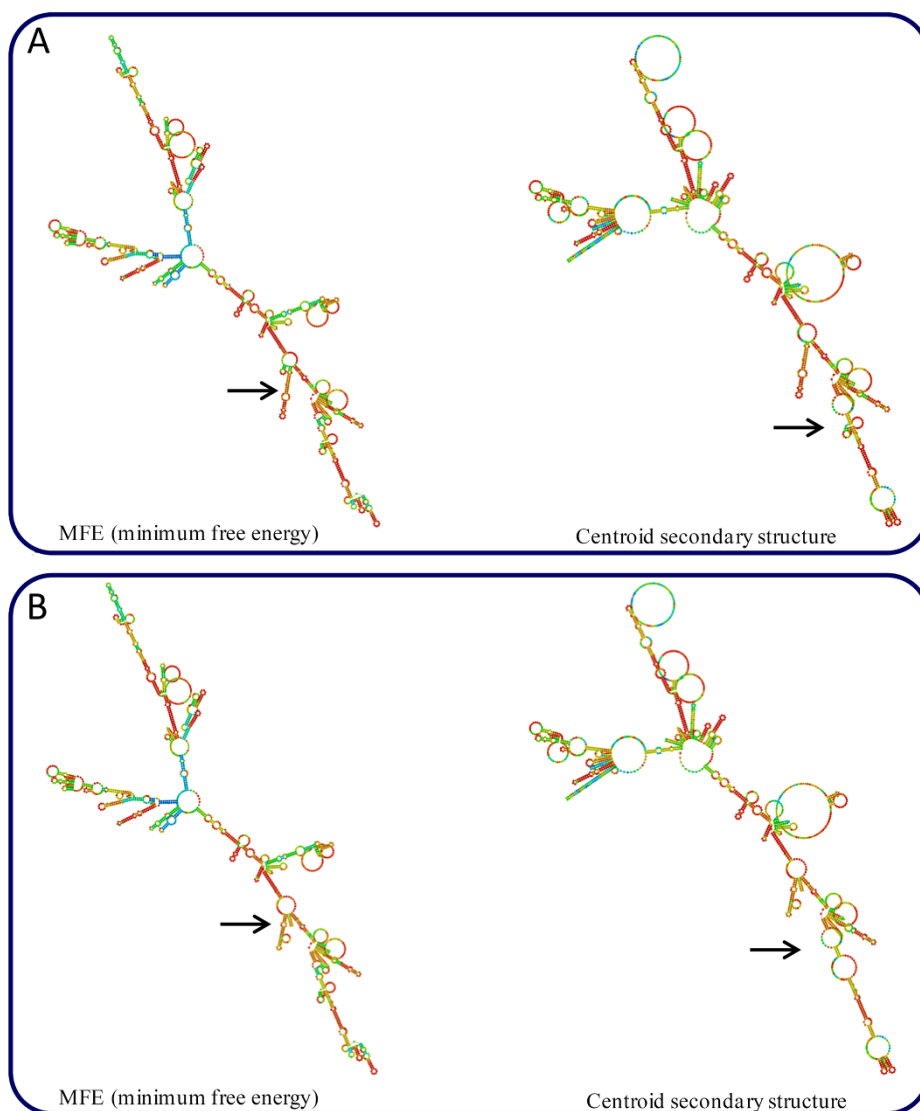 A
MFE (minimum free energy)
Centroid secondary structure
B
MFE (minimum free energy)
Centroid secondary structure